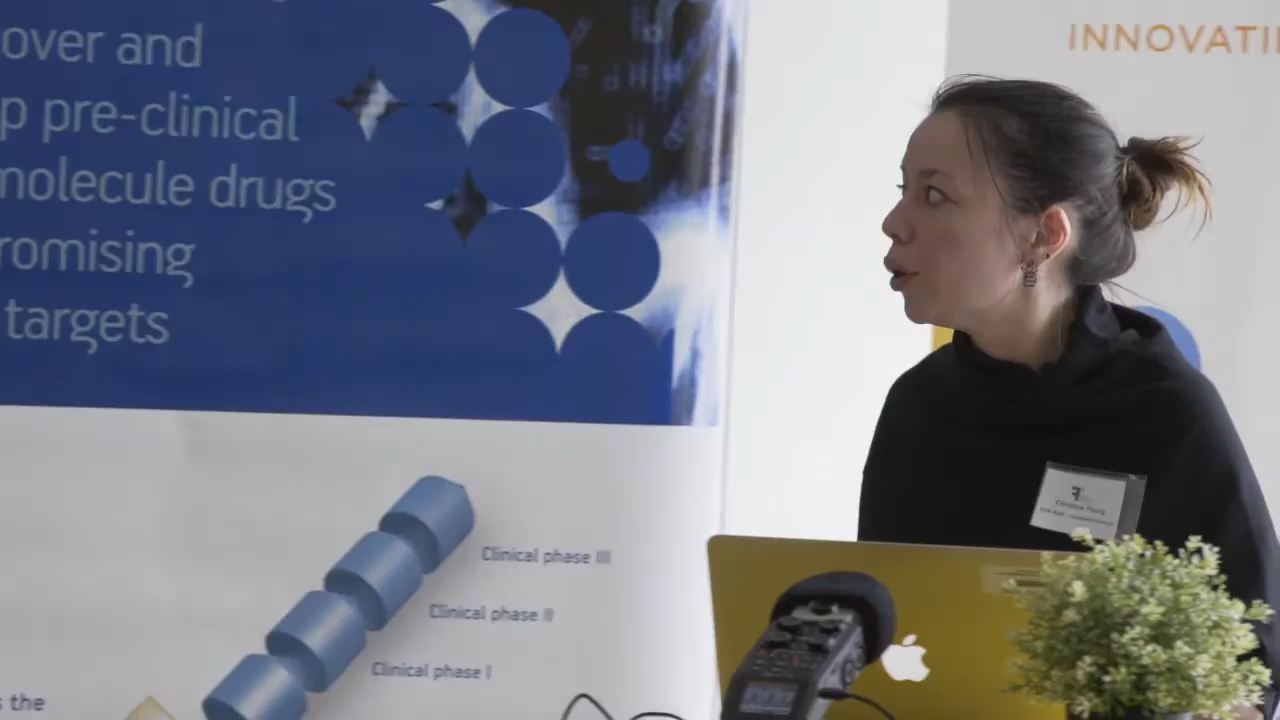 over and
p pre-clinical
molecule drugs
romising
targets
INNOVATI
Clinical phase III
Clinical phase II
Clinical phase I
s the